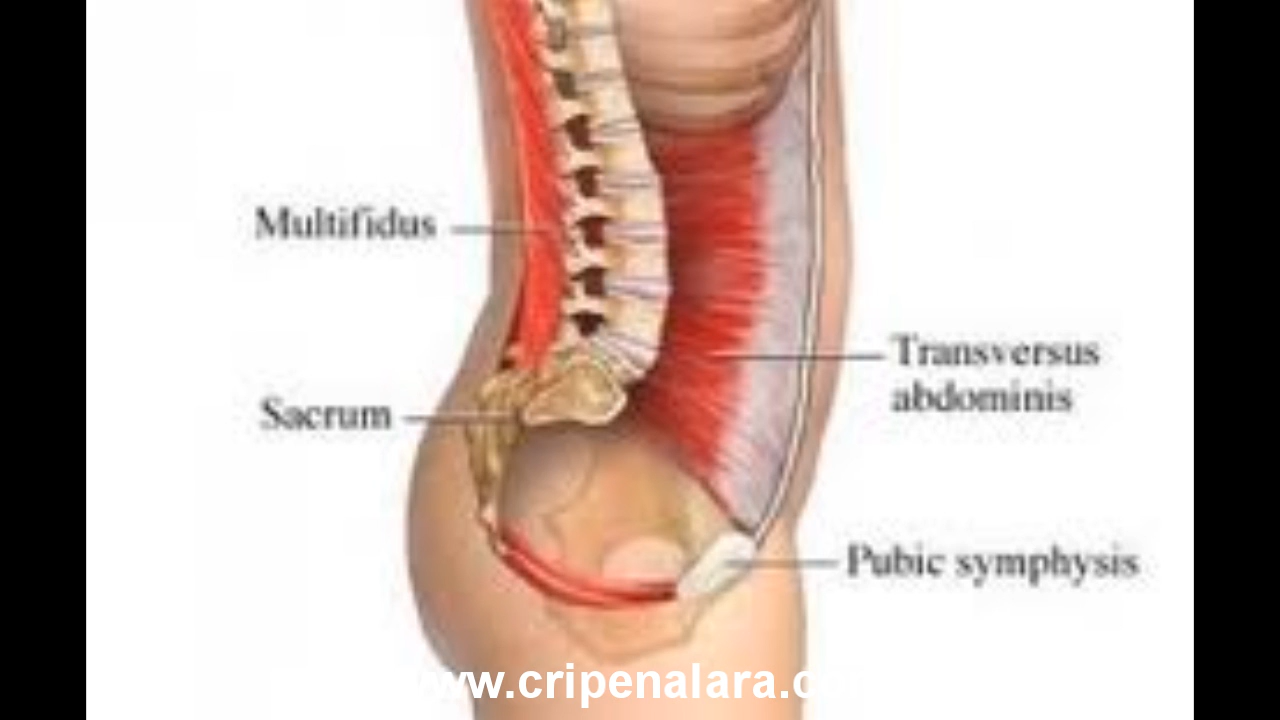 Multifidus
Transversus
abdominis
Sacrum
Pubic symphysis
www.cripenalara.c